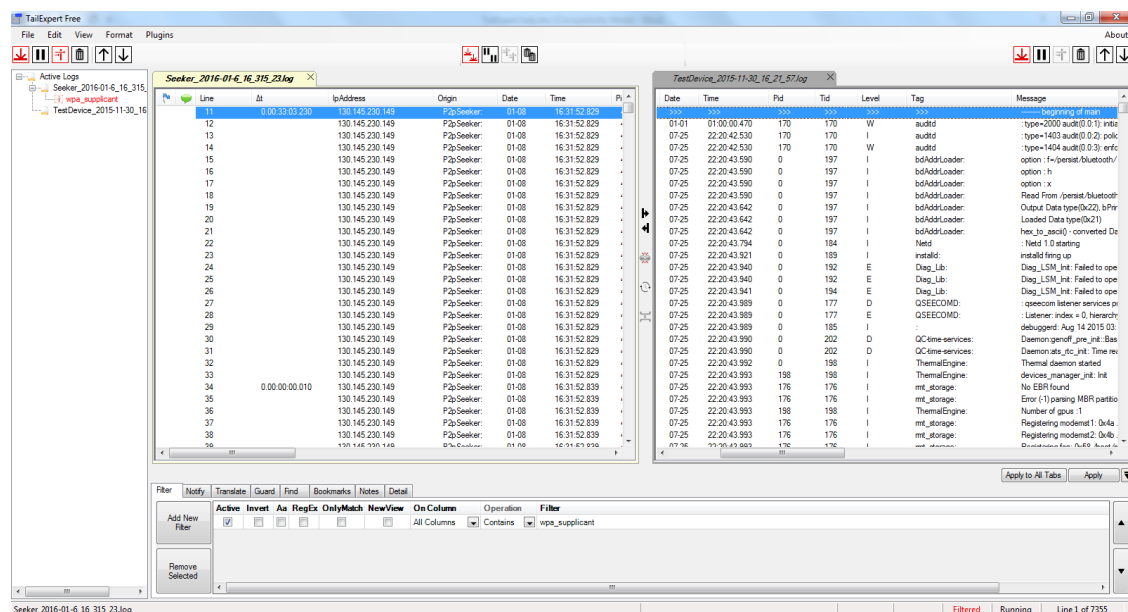 TailExpert Free
File Edit View Format Plugins About
Active Logs
Seeker_2016-01-6_16_315_
wpa_supplicant
TestDevice_2015-11-30_16
Seeker_2016-01-6_16_315_23.log
Line Δt IpAddress Origin Date Time
11 0.00:33:03.230 130.145.230.149 P2pSeeker: 01-08 16:31:52.829
12 130.145.230.149 P2pSeeker: 01-08 16:31:52.829
13 130.145.230.149 P2pSeeker: 01-08 16:31:52.829
14 130.145.230.149 P2pSeeker: 01-08 16:31:52.829
15 130.145.230.149 P2pSeeker: 01-08 16:31:52.829
16 130.145.230.149 P2pSeeker: 01-08 16:31:52.829
17 130.145.230.149 P2pSeeker: 01-08 16:31:52.829
18 130.145.230.149 P2pSeeker: 01-08 16:31:52.829
19 130.145.230.149 P2pSeeker: 01-08 16:31:52.829
20 130.145.230.149 P2pSeeker: 01-08 16:31:52.829
21 130.145.230.149 P2pSeeker: 01-08 16:31:52.829
22 130.145.230.149 P2pSeeker: 01-08 16:31:52.829
23 130.145.230.149 P2pSeeker: 01-08 16:31:52.829
24 130.145.230.149 P2pSeeker: 01-08 16:31:52.829
25 130.145.230.149 P2pSeeker: 01-08 16:31:52.829
26 130.145.230.149 P2pSeeker: 01-08 16:31:52.829
27 130.145.230.149 P2pSeeker: 01-08 16:31:52.829
28 130.145.230.149 P2pSeeker: 01-08 16:31:52.829
29 130.145.230.149 P2pSeeker: 01-08 16:31:52.829
30 130.145.230.149 P2pSeeker: 01-08 16:31:52.829
31 130.145.230.149 P2pSeeker: 01-08 16:31:52.829
32 130.145.230.149 P2pSeeker: 01-08 16:31:52.829
33 130.145.230.149 P2pSeeker: 01-08 16:31:52.829
34 0.00:00:00.010 130.145.230.149 P2pSeeker: 01-08 16:31:52.839
35 130.145.230.149 P2pSeeker: 01-08 16:31:52.839
36 130.145.230.149 P2pSeeker: 01-08 16:31:52.839
37 130.145.230.149 P2pSeeker: 01-08 16:31:52.839
38 130.145.230.149 P2pSeeker: 01-08 16:31:52.839
TestDevice_2015-11-30_16_21_57.log
Date Time Pid Tid Level Tag Message
>>> >>> >>> >>> >>> >>> --------- beginning of main
01-01 01:00:00.470 170 170 W auditd : type=2000 audit(0.0:1): initia
07-25 22:20:42.530 170 170 I auditd : type=1403 audit(0.0:2): polic
07-25 22:20:42.530 170 170 W auditd : type=1404 audit(0.0:3): enfo
07-25 22:20:43.590 0 197 I bdAddrLoader: option : f=/persist/bluetooth/
07-25 22:20:43.590 0 197 I bdAddrLoader: option : h
07-25 22:20:43.590 0 197 I bdAddrLoader: option : x
07-25 22:20:43.590 0 197 I bdAddrLoader: Read From /persist/bluetooth
07-25 22:20:43.642 0 197 I bdAddrLoader: Output Data type(0x22), bPrin
07-25 22:20:43.642 0 197 I bdAddrLoader: Loaded Data type(0x21)
07-25 22:20:43.642 0 197 I bdAddrLoader: hex_to_ascii() - converted Da
07-25 22:20:43.794 0 184 I Netd : Netd 1.0 starting
07-25 22:20:43.921 0 189 I installd: installd firing up
07-25 22:20:43.940 0 192 E Diag_Lib: Diag_LSM_Init: Failed to ope
07-25 22:20:43.940 0 192 E Diag_Lib: Diag_LSM_Init: Failed to ope
07-25 22:20:43.941 0 194 E Diag_Lib: Diag_LSM_Init: Failed to ope
07-25 22:20:43.989 0 177 D QSEECOMD: : qseecom listener services p
07-25 22:20:43.989 0 177 E QSEECOMD: : Listener: index = 0, hierarchy
07-25 22:20:43.989 0 185 I : debuggerd: Aug 14 2015 03:
07-25 22:20:43.990 0 202 D QC-time-services: Daemon:genoff_pre_init::Bas
07-25 22:20:43.990 0 202 D QC-time-services: Daemon:ats_rtc_init: Time rea
07-25 22:20:43.992 0 198 I ThermalEngine: Thermal daemon started
07-25 22:20:43.993 198 198 I ThermalEngine: devices_manager_init: Init
07-25 22:20:43.993 176 176 I rmt_storage: No EBR found
07-25 22:20:43.993 176 176 I rmt_storage: Error (-1) parsing MBR partitio
07-25 22:20:43.993 198 198 I ThermalEngine: Number of gpus :1
07-25 22:20:43.993 176 176 I rmt_storage: Registering modemst1: 0x4a
07-25 22:20:43.993 176 176 I rmt_storage: Registering modemst2: 0x4b
Apply to All Tabs Apply
Filter Notify Translate Guard Find Bookmarks Notes Detail
Add New Filter
Remove Selected
Active Invert Aa RegEx OnlyMatch NewView On Column Operation Filter
All Columns Contains wpa_supplicant
Seeker_2016-01-6_16_315_23.log Filtered Running Line 1 of 7355